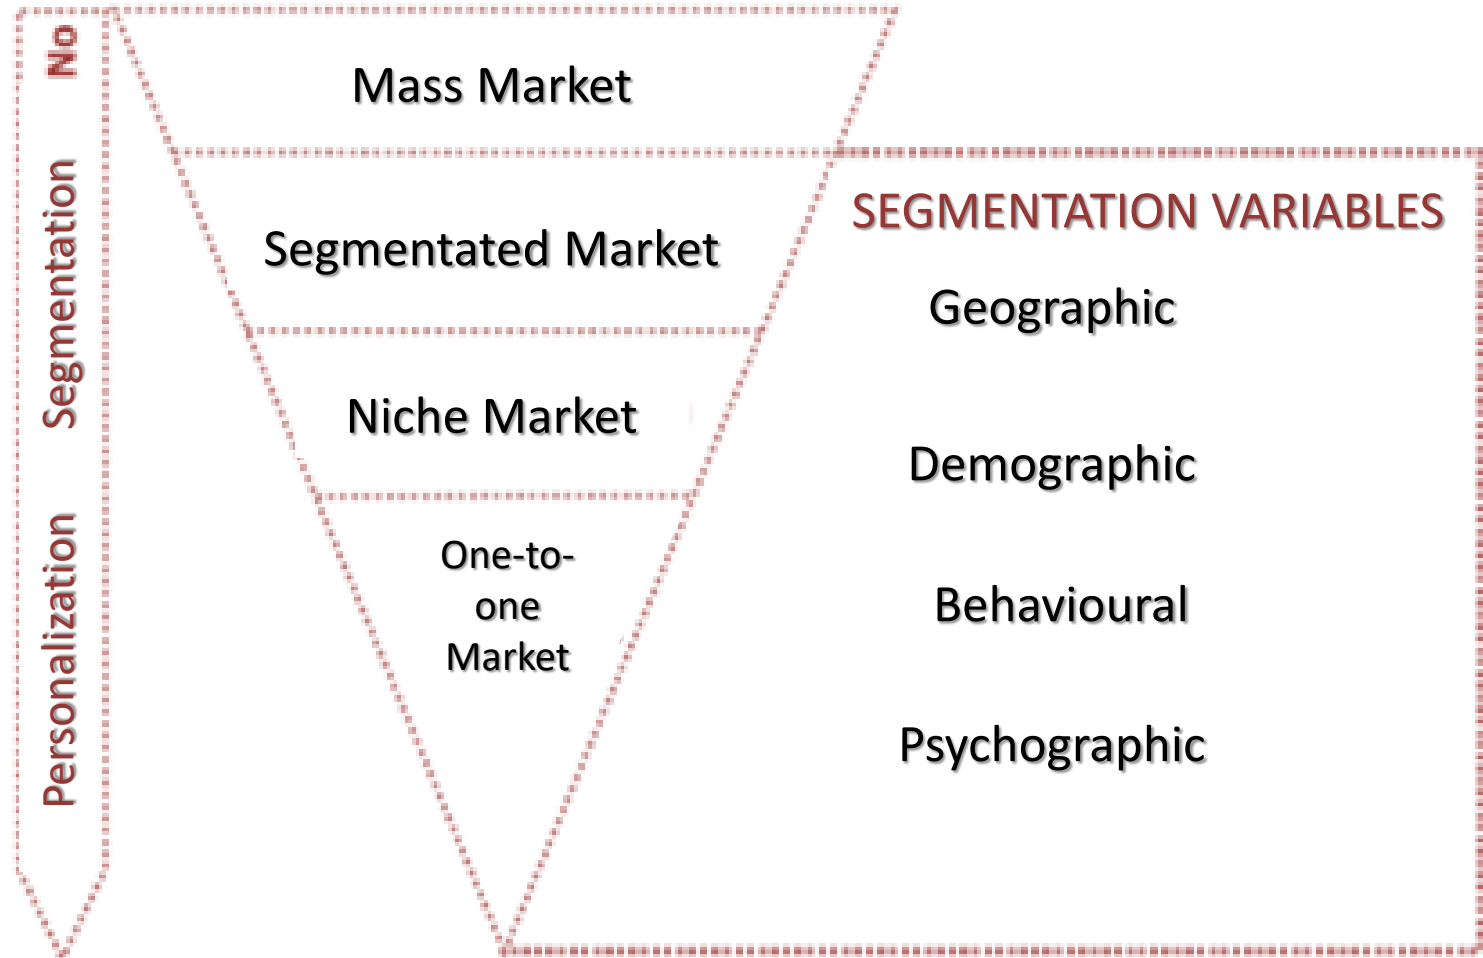 No
Segmentation
Personalization
Mass Market
Segmentated Market
Niche Market
One-to-
one
Market
SEGMENTATION VARIABLES
Geographic
Demographic
Behavioural
Psychographic